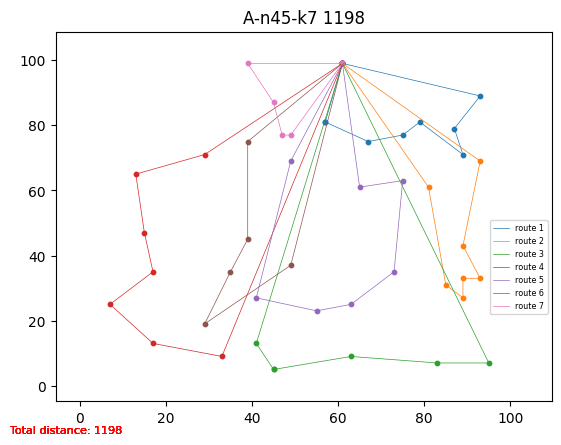 A-n45-k7 1198
100
80
60
40
20
0
route 1
route 2
route 3
route 4
route 5
route 6
route 7
0 20 40 60 80 100
Total distance: 1198